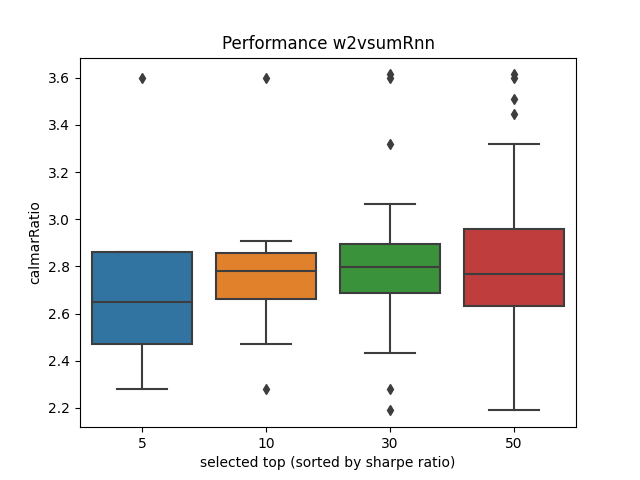 Performance w2vsumRnn
3.6
3.4
3.2
3.0
2.8
2.6
2.4
2.2
calmarRatio
5 10 30 50
selected top (sorted by sharpe ratio)